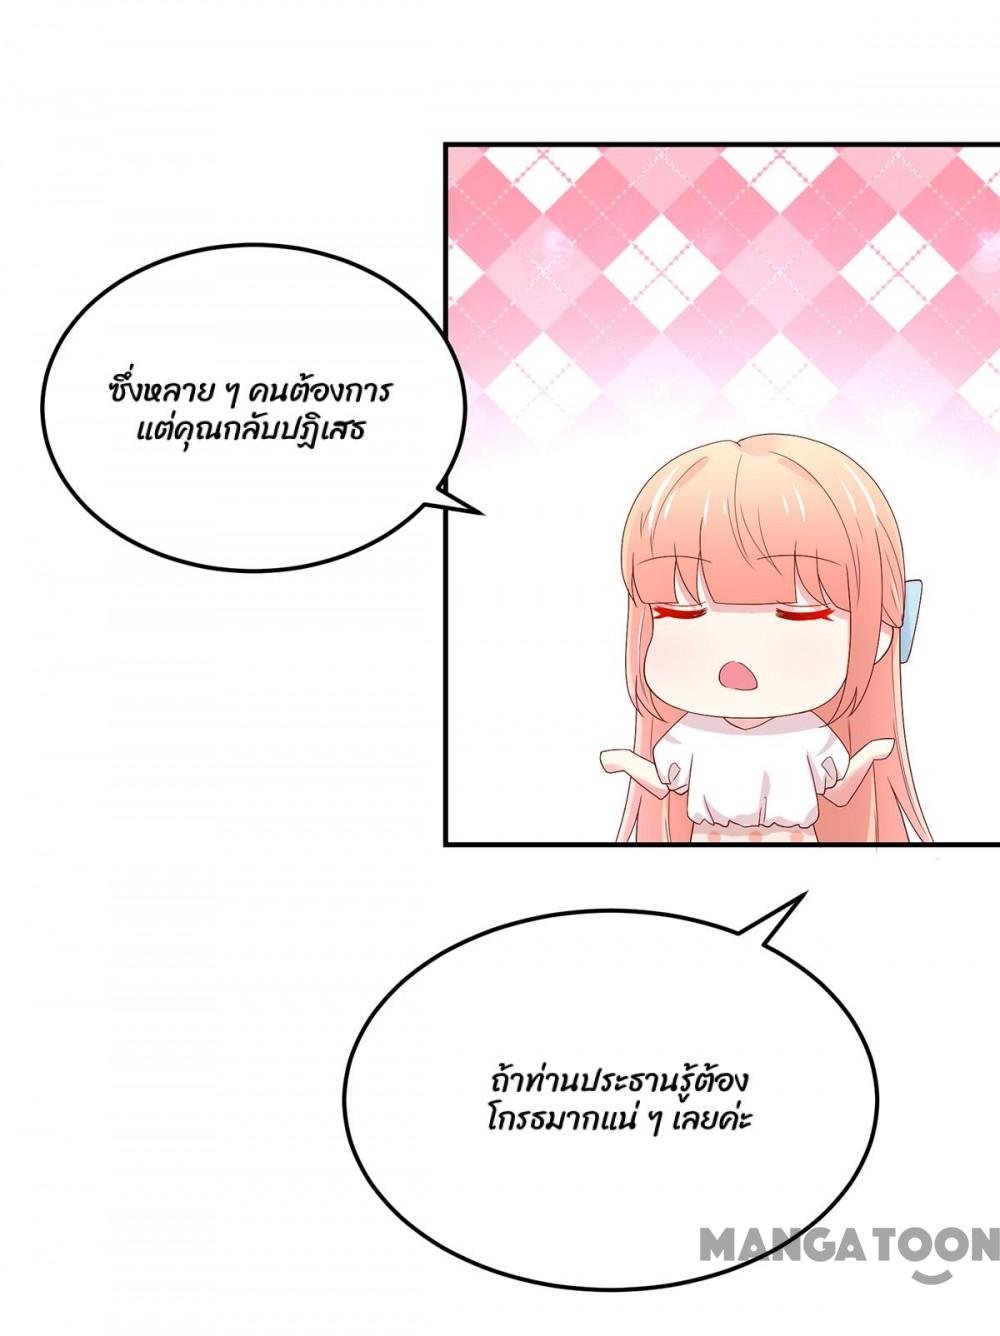 ซึ่งหลาย ๆ คนต้องการ
แต่คุณกลับปฏิเสธ
ถ้าท่านประธานรู้ต้อง
โกรธมากแน่ ๆ เลยค่ะ
MANGATOON